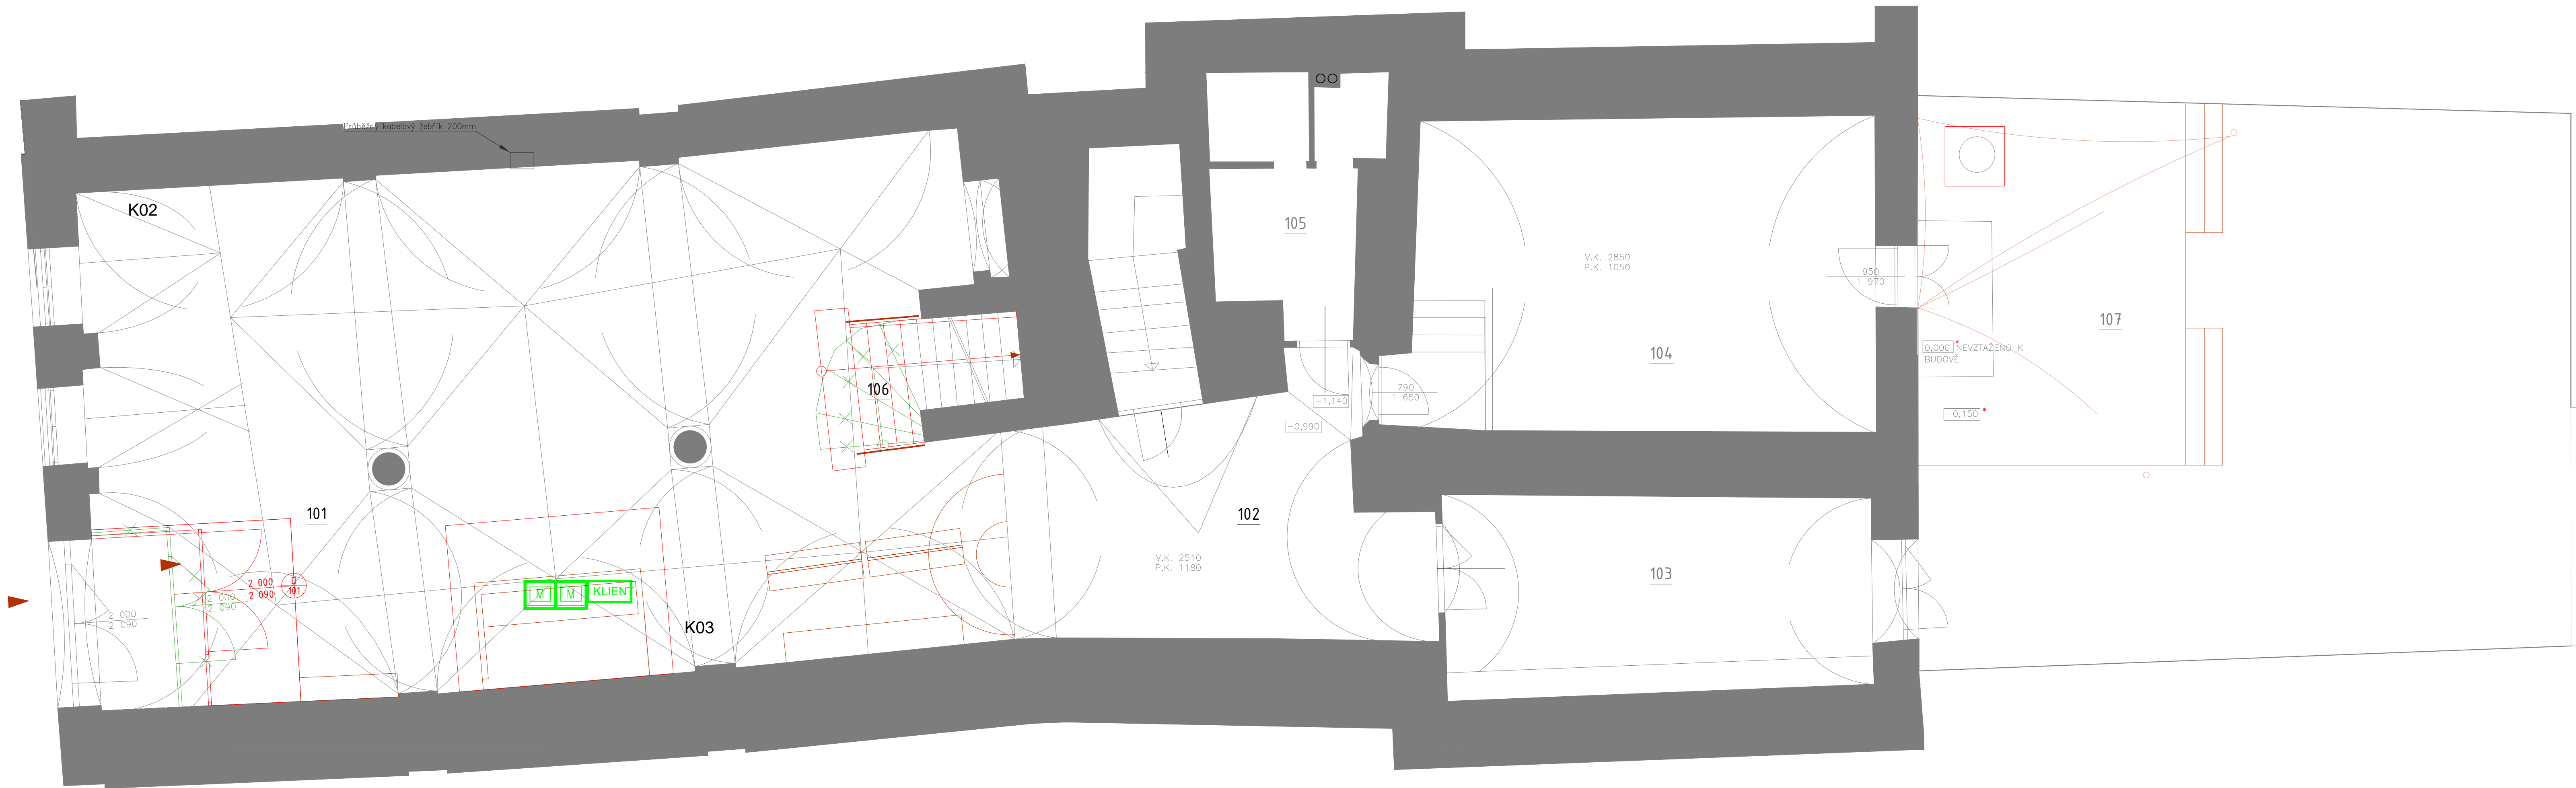 Průběžný kabelový žebřík 200mm
K02
105
V.K. 2850
P.K. 1050
950
1 970
107
0,000 * NEVZTAŽENO K
BUDOVĚ
104
106
790
1 650
-1,140
-0,990
-0,150 *
101
102
V.K. 2510
P.K. 1180
103
2 000
2 090
D
101
2 000
2 090
2 000
2 090
M
M
KLIENT
K03